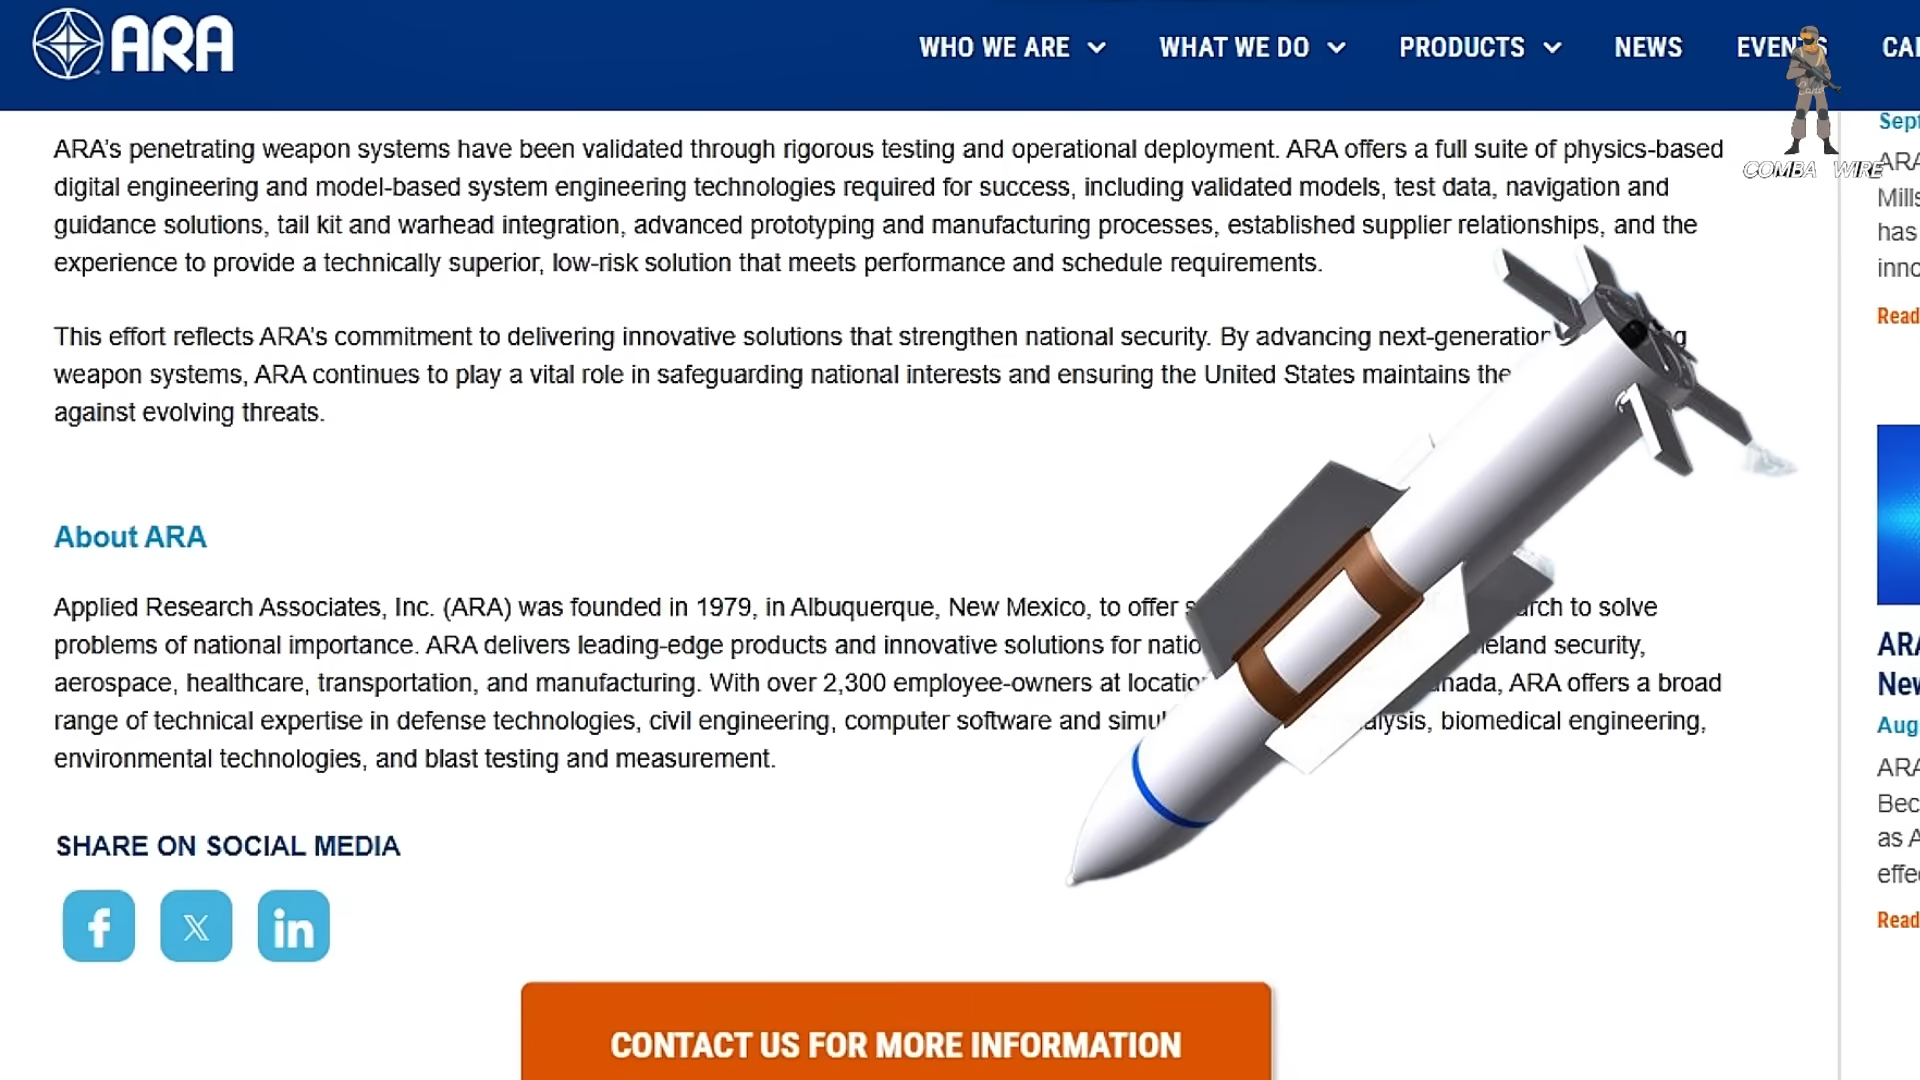 ARA
WHO WE ARE
WHAT WE DO
PRODUCTS
NEWS
EVENTS
COMBA WIRE
ARA's penetrating weapon systems have been validated through rigorous testing and operational deployment. ARA offers a full suite of physics-based
digital engineering and model-based system engineering technologies required for success, including validated models, test data, navigation and
guidance solutions, tail kit and warhead integration, advanced prototyping and manufacturing processes, established supplier relationships, and the
experience to provide a technically superior, low-risk solution that meets performance and schedule requirements.
This effort reflects ARA's commitment to delivering innovative solutions that strengthen national security. By advancing next-generation
weapon systems, ARA continues to play a vital role in safeguarding national interests and ensuring the United States maintains the
against evolving threats.
About ARA
Applied Research Associates, Inc. (ARA) was founded in 1979, in Albuquerque, New Mexico, to offer to solve
problems of national importance. ARA delivers leading-edge products and innovative solutions for security,
aerospace, healthcare, transportation, and manufacturing. With over 2,300 employee-owners at ARA offers a broad
range of technical expertise in defense technologies, civil engineering, computer software and biomedical engineering,
environmental technologies, and blast testing and measurement.
SHARE ON SOCIAL MEDIA
f X in
CONTACT US FOR MORE INFORMATION
Sept
ARA
Mills
has
inno
Read
ARA
New
Aug
ARA
Bec
as A
effe
Read